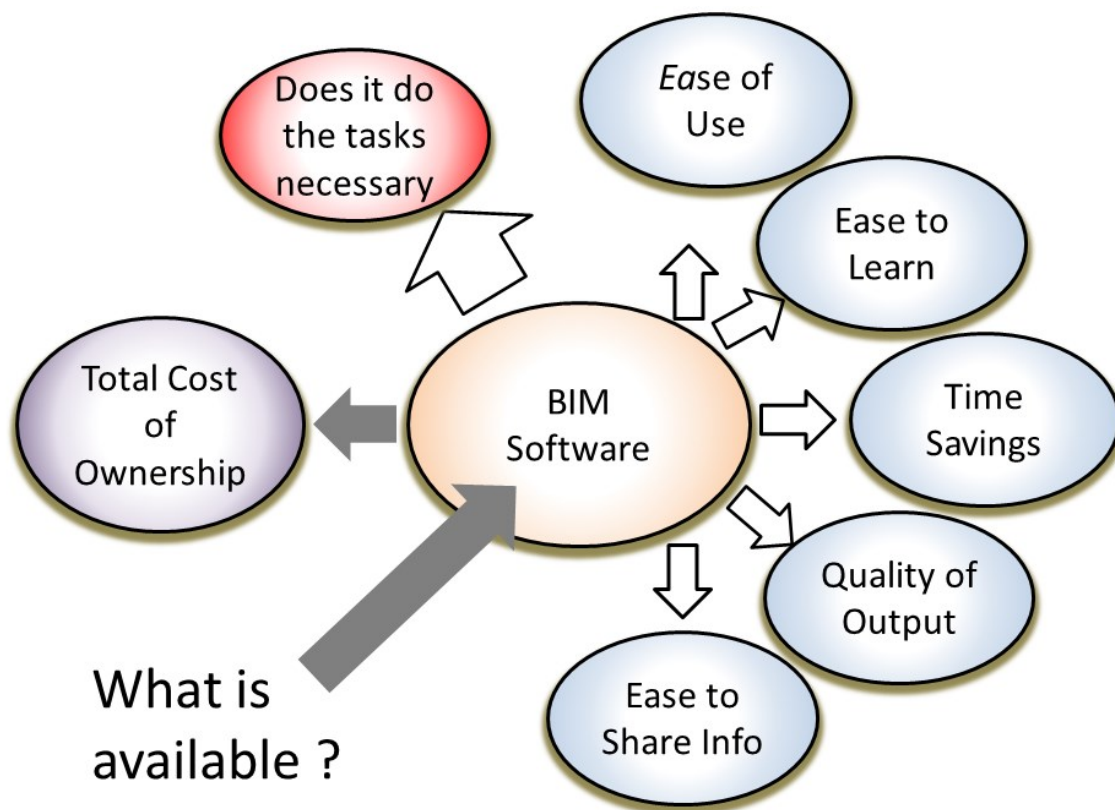 Does it do
the tasks
necessary
Ease of
Use
Ease to
Learn
Total Cost
of
Ownership
BIM
Software
Time
Savings
Quality of
Output
Ease to
Share Info
What is
available ?